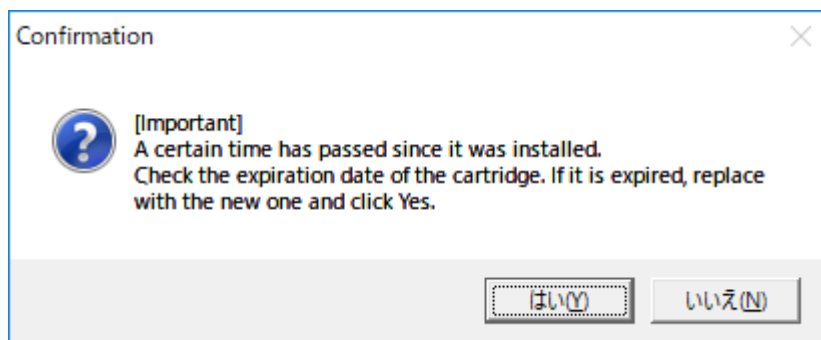 Confirmation
[Important]
A certain time has passed since it was installed.
Check the expiration date of the cartridge. If it is expired, replace
with the new one and click Yes.
はい(Y)
いいえ(N)